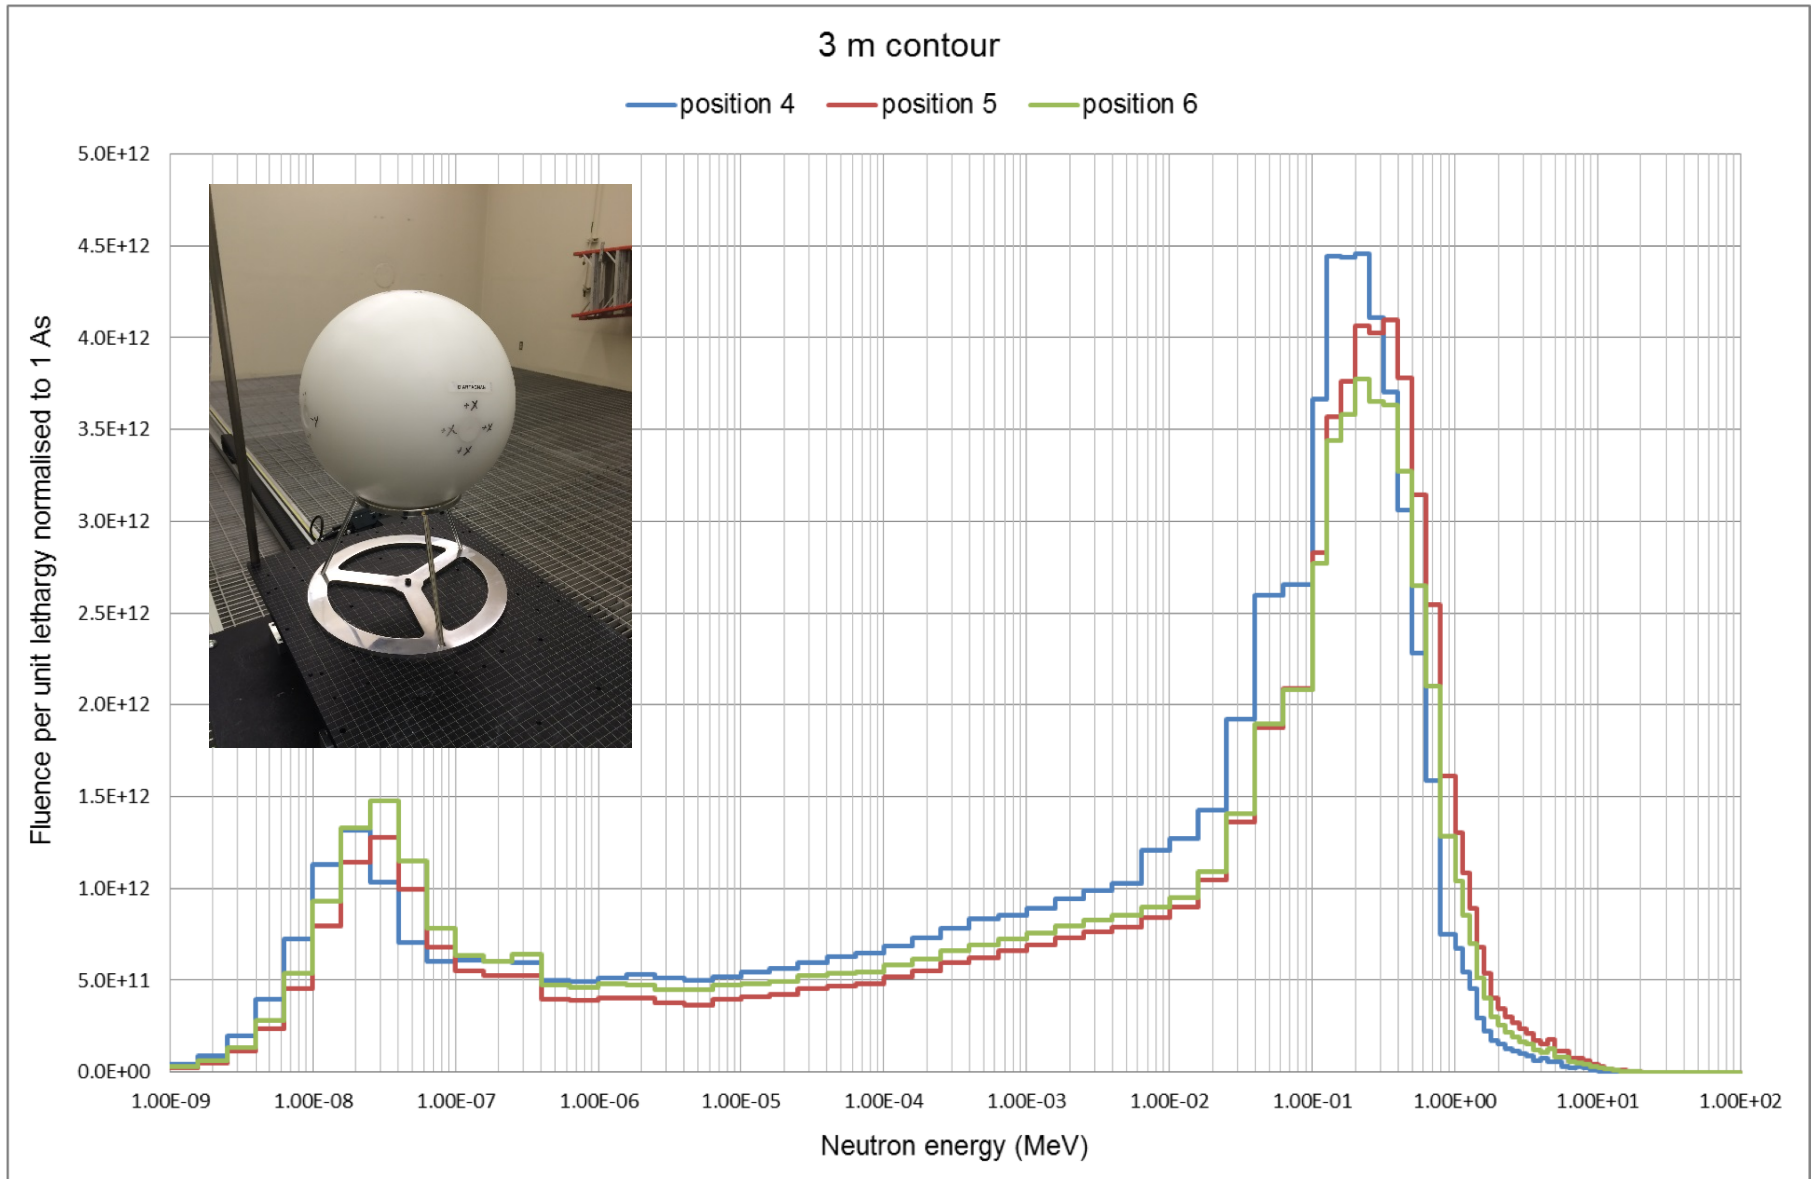 3 m contour
position 4 position 5 position 6
Fluence per unit lethargy normalised to 1 As
5.0E+12
4.5E+12
4.0E+12
3.5E+12
3.0E+12
2.5E+12
2.0E+12
1.5E+12
1.0E+12
5.0E+11
0.0E+00
+X
+X +X
+X
-Y
1.00E-09 1.00E-08 1.00E-07 1.00E-06 1.00E-05 1.00E-04 1.00E-03 1.00E-02 1.00E-01 1.00E+00 1.00E+01 1.00E+02
Neutron energy (MeV)